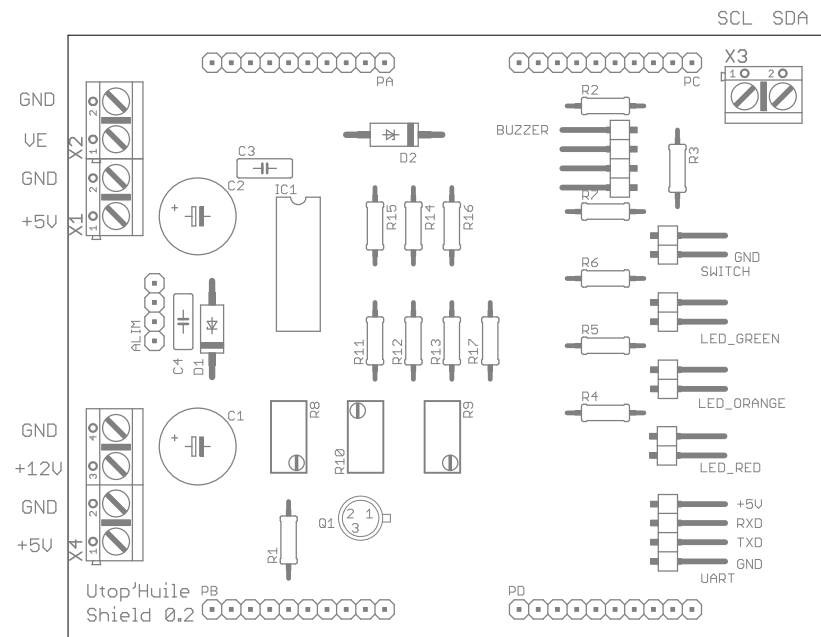 SCL SDA
X3
1 2
PA
PC
GND
2
VE
1
X2
GND
2
+5V
1
X1
C3
C2
+
IC1
D2
R15
R14
R16
R2
BUZZER
R3
R7
GND
SWITCH
R6
LED_GREEN
R5
LED_ORANGE
R4
LED_RED
ALIM
C4
D1
R11
R12
R13
R17
C1
+
R8
R10
R9
GND
4
+12V
3
GND
2
+5V
1
X4
R1
Q1
2 1
3
+5V
RXD
TXD
GND
UART
Utop'Huile
Shield 0.2
PB
PD